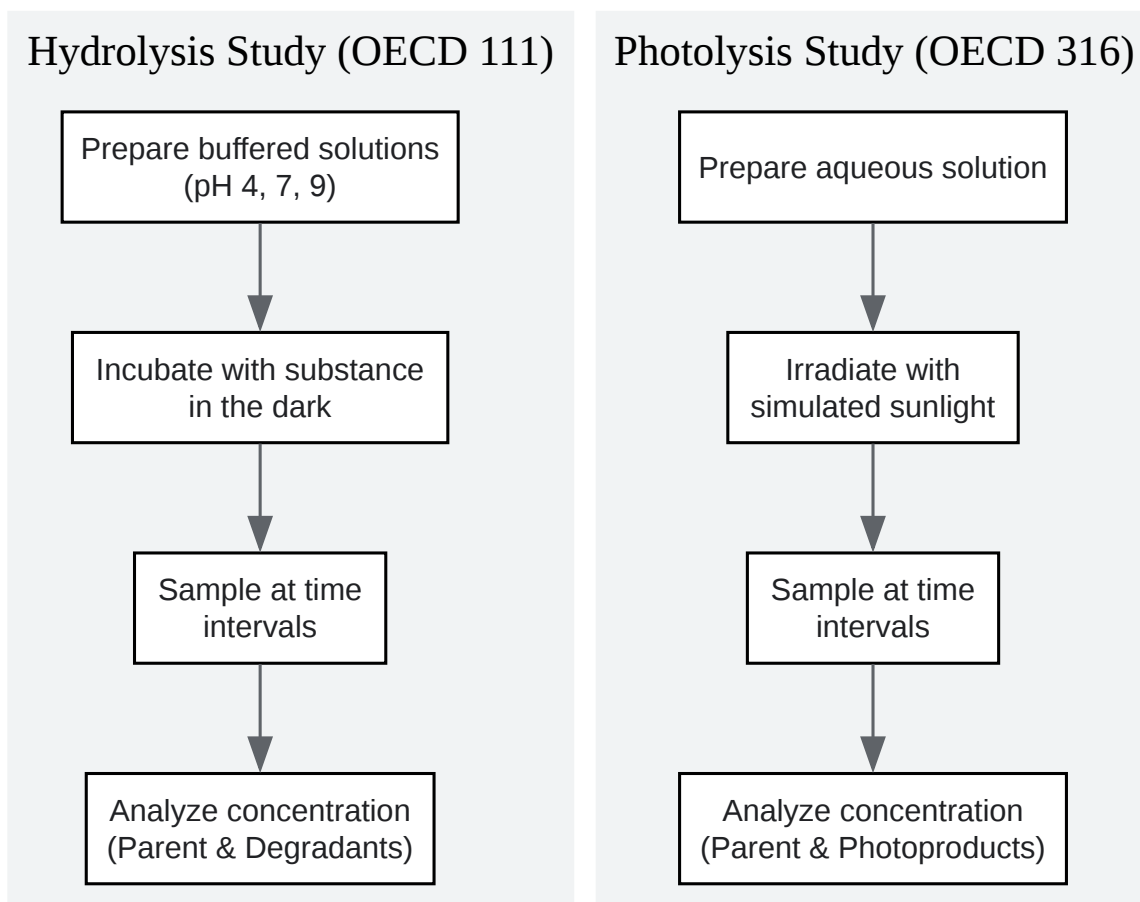 Hydrolysis Study (OECD 111)
Prepare buffered solutions
(pH 4, 7, 9)
Incubate with substance
in the dark
Sample at time
intervals
Analyze concentration
(Parent & Degradants)
Photolysis Study (OECD 316)
Prepare aqueous solution
Irradiate with
simulated sunlight
Sample at time
intervals
Analyze concentration
(Parent & Photoproducts)